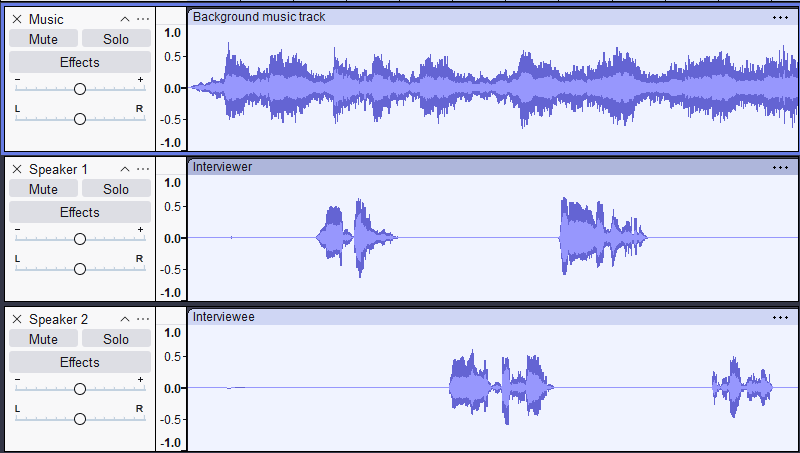 Music ...
Background music track ...
Mute Solo
Effects
- +
L R
1.0
0.5
0.0
-0.5
-1.0
Speaker 1 ...
Interviewer ...
Mute Solo
Effects
- +
L R
1.0
0.5
0.0
-0.5
-1.0
Speaker 2 ...
Interviewee ...
Mute Solo
Effects
- +
L R
1.0
0.5
0.0
-0.5
-1.0